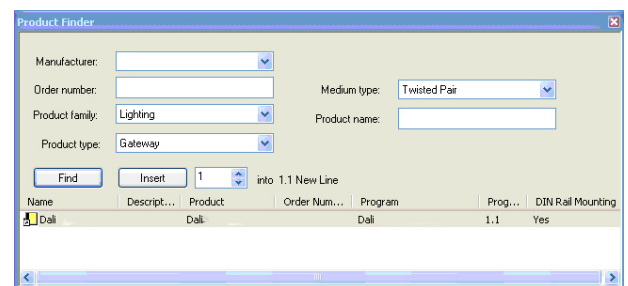 Product Finder
Manufacturer:
Order number: Medium type: Twisted Pair
Product family: Lighting Product name:
Product type: Gateway
Find Insert 1 into 1.1 New Line
Name Descript... Product Order Num... Program Prog... DIN Rail Mounting
Dali Dali Dali 1.1 Yes